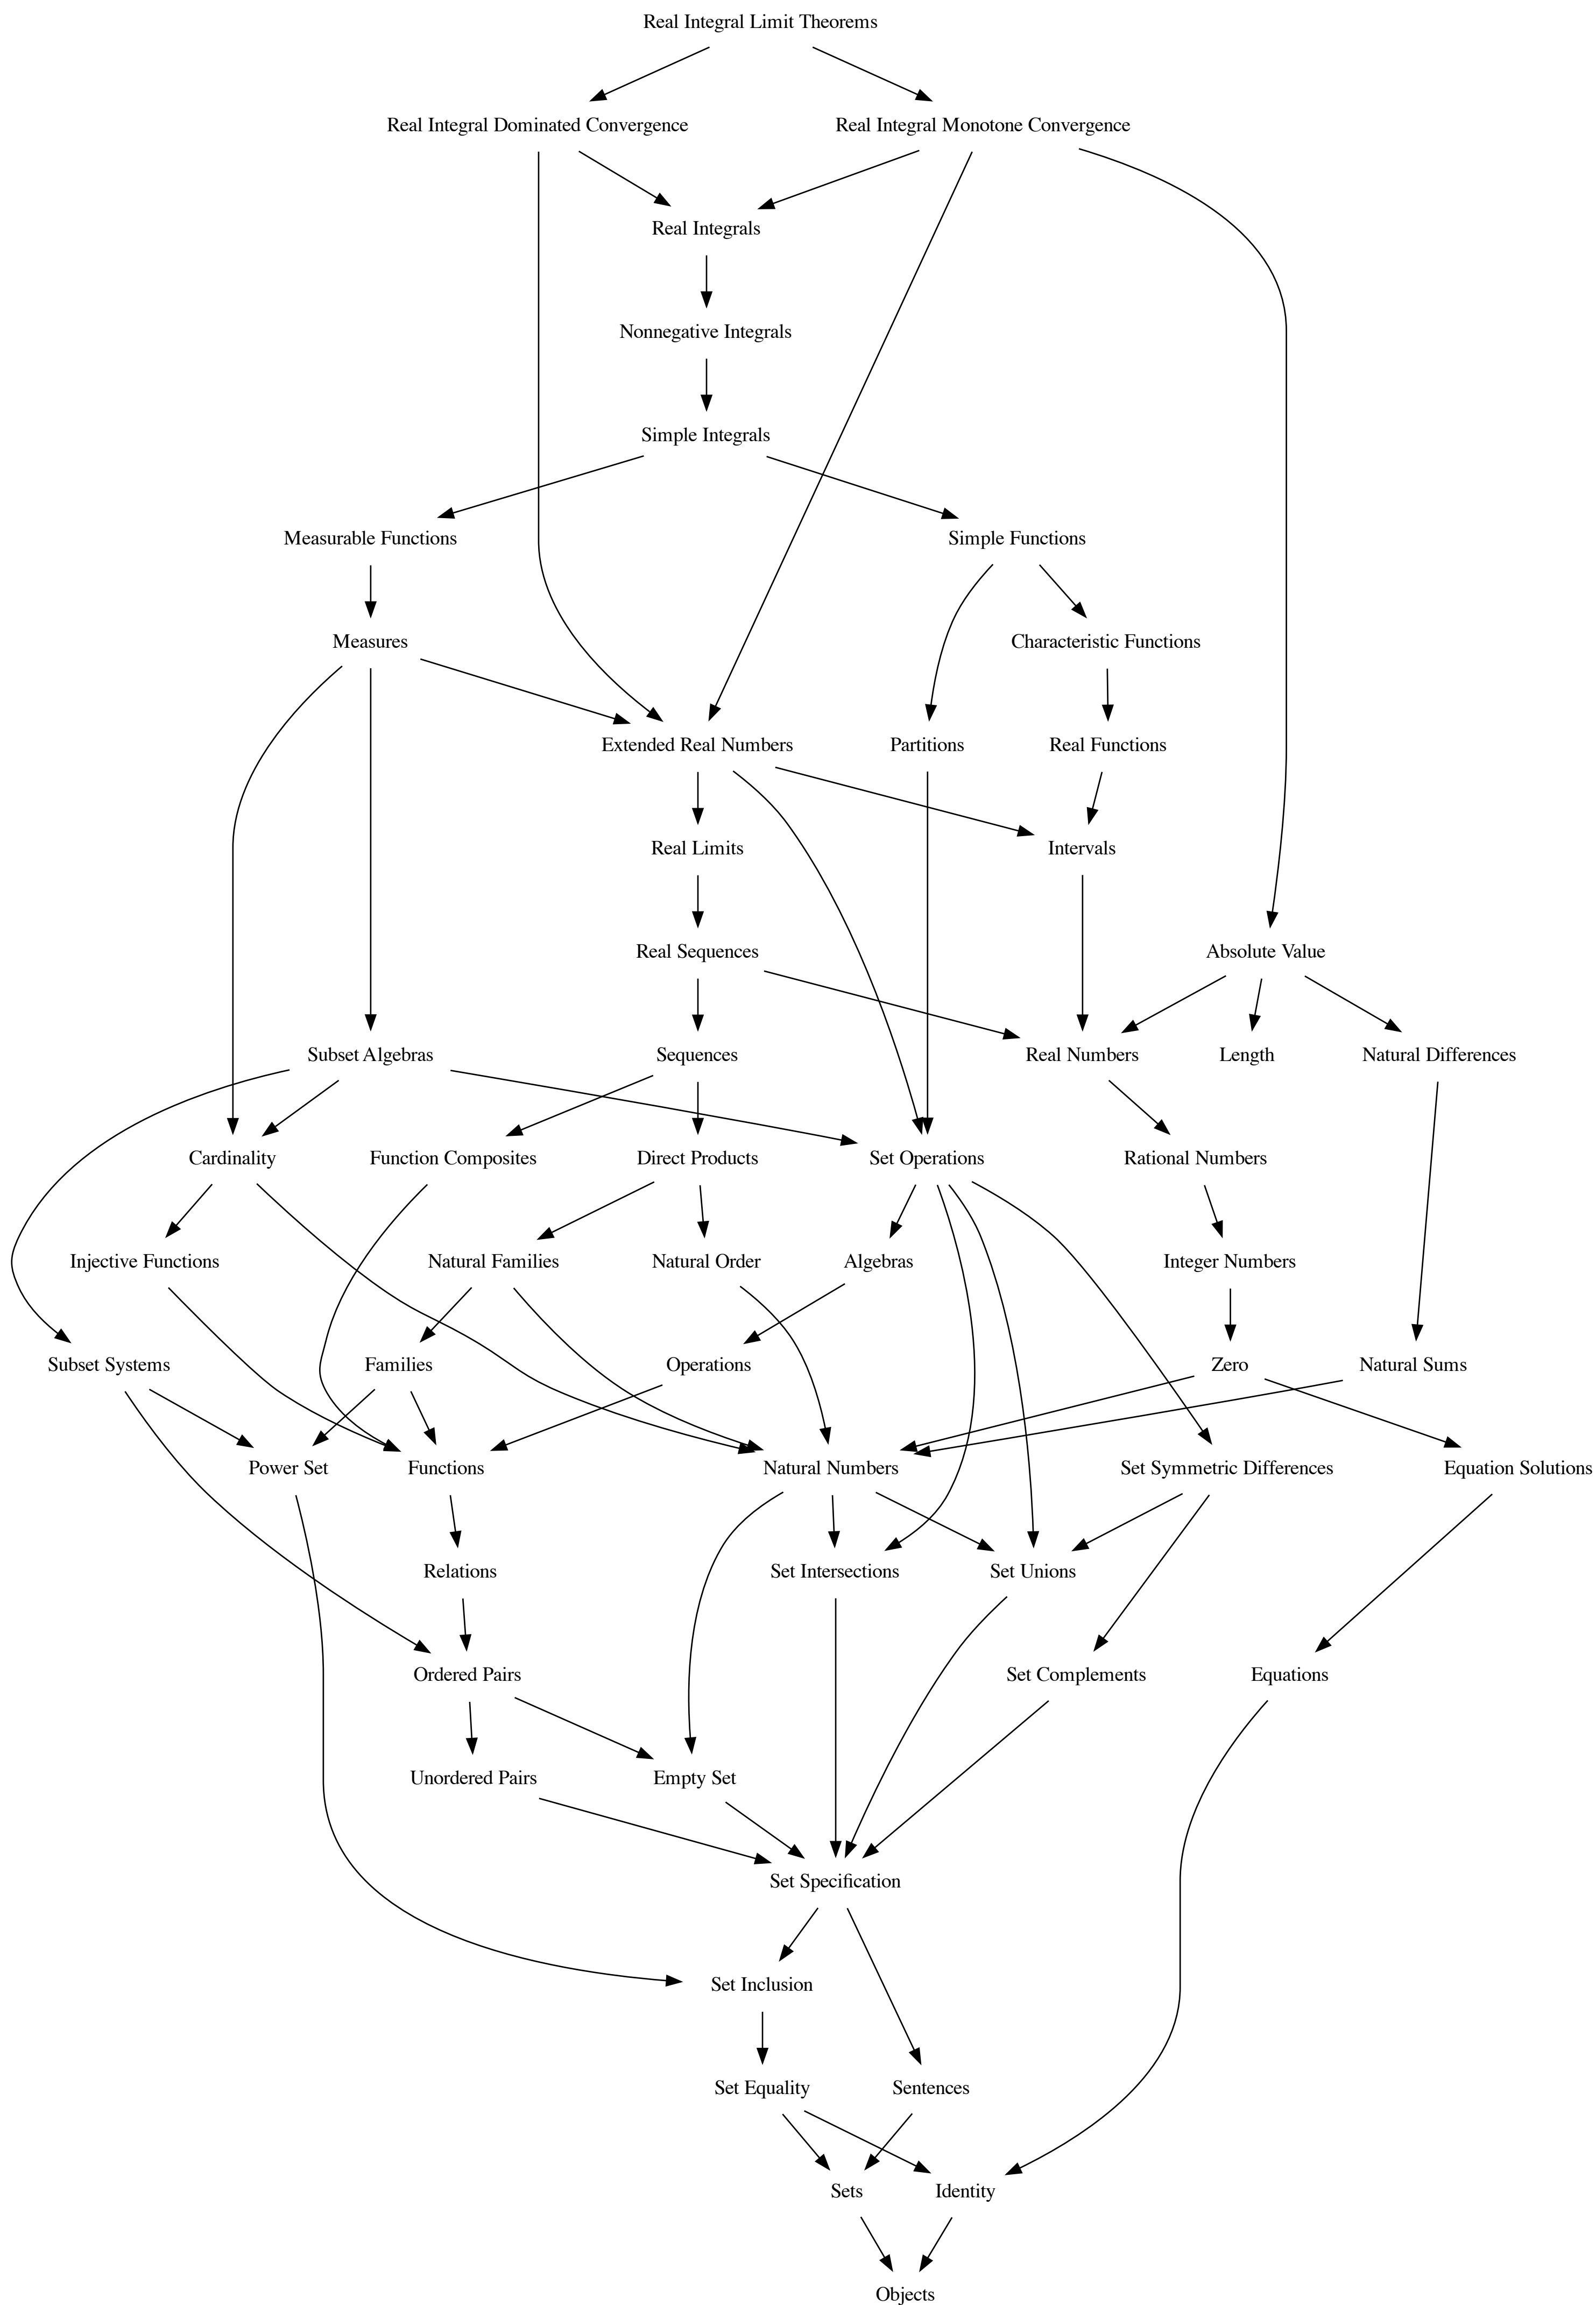 Real Integral Limit Theorems
Real Integral Dominated Convergence
Real Integral Monotone Convergence
Real Integrals
Nonnegative Integrals
Simple Integrals
Measurable Functions
Simple Functions
Measures
Characteristic Functions
Extended Real Numbers
Partitions
Real Functions
Real Limits
Intervals
Real Sequences
Absolute Value
Subset Algebras
Sequences
Real Numbers
Length
Natural Differences
Cardinality
Function Composites
Direct Products
Set Operations
Rational Numbers
Injective Functions
Natural Families
Natural Order
Algebras
Integer Numbers
Subset Systems
Families
Operations
Zero
Natural Sums
Power Set
Functions
Natural Numbers
Set Symmetric Differences
Equation Solutions
Relations
Set Intersections
Set Unions
Ordered Pairs
Set Complements
Equations
Unordered Pairs
Empty Set
Set Specification
Set Inclusion
Set Equality
Sentences
Sets
Identity
Objects